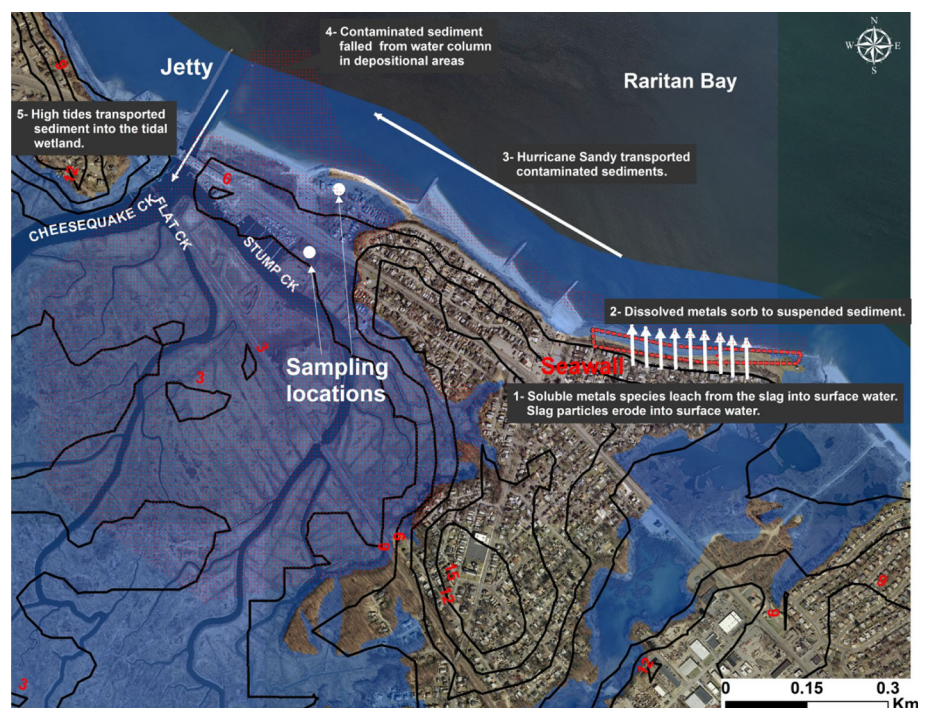 N
W E
S
4- Contaminated sediment
falled from water column
in depositional areas
Jetty
Raritan Bay
5- High tides transported
sediment into the tidal
wetland.
3- Hurricane Sandy transported
contaminated sediments.
6
CHEESEQUAKE CK
FLAT CK
STUMP CK
2- Dissolved metals sorb to suspended sediment.
Sampling
locations
Seawall
1- Soluble metals species leach from the slag into surface water.
Slag particles erode into surface water.
3
15
12
12
3
0 0.15 0.3
Km